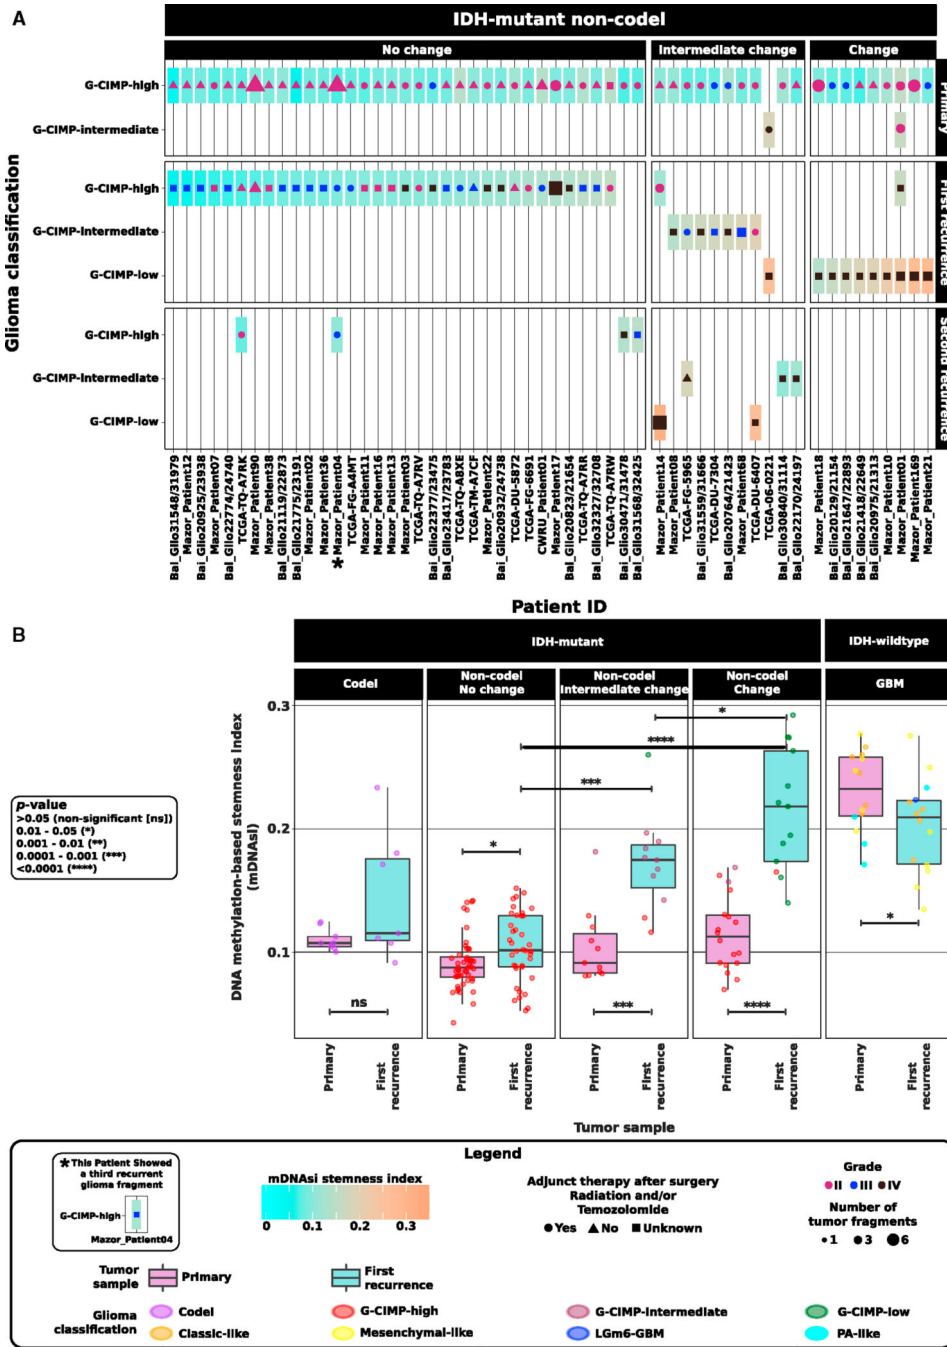 A
IDH-mutant non-codel
No change
Intermediate change
Change
Glioma classification
G-CIMP-high
G-CIMP-intermediate
Primary
G-CIMP-high
G-CIMP-intermediate
G-CIMP-low
First recurrence
G-CIMP-high
G-CIMP-intermediate
G-CIMP-low
Second recurrence
Bai_Glio31548/31979
Mazor_Patient12
Bai_Glio20925/23938
Mazor_Patient07
Bai_Glio22774/24740
TCGA-TQ-A7RK
Mazor_Patient90
Mazor_Patient38
Bai_Glio21119/22873
Bai_Glio21775/23191
Mazor_Patient02
Mazor_Patient36
Mazor_Patient04
*
TCGA-FG-A4MT
Mazor_Patient11
Mazor_Patient16
Mazor_Patient13
Mazor_Patient03
TCGA-TQ-A7RV
Bai_Glio22377/23475
Bai_Glio23417/23783
TCGA-TQ-A8XE
TCGA-TM-A7CF
Mazor_Patient22
Bai_Glio20932/24738
TCGA-DU-5872
TCGA-FG-6691
CWRU_Patient01
Mazor_Patient17
Bai_Glio20823/21654
TCGA-TQ-A7RR
Bai_Glio32327/32708
TCGA-TQ-A7RW
Bai_Glio30471/31478
Bai_Glio31568/32425
Mazor_Patient14
Mazor_Patient08
TCGA-FG-5965
Bai_Glio31559/31666
TCGA-DU-7304
Bai_Glio20764/21423
Mazor_Patient68
TCGA-DU-6407
TCGA-06-0221
Bai_Glio30840/31114
Bai_Glio22170/24197
Mazor_Patient18
Bai_Glio20129/21154
Bai_Glio21647/22893
Bai_Glio21418/22649
Bai_Glio20975/21313
Mazor_Patient10
Mazor_Patient01
Mazor_Patient169
Mazor_Patient21
Patient ID
B
IDH-mutant
IDH-wildtype
Codel
Non-codel
No change
Non-codel
Intermediate change
Non-codel
Change
GBM
DNA methylation-based stemness index
(mDNAsi)
0.3
0.2
0.1
*
****
***
*
*
ns
***
****
p-value
>0.05 (non-significant [ns])
0.01 - 0.05 (*)
0.001 - 0.01 (**)
0.0001 - 0.001 (***)
<0.0001 (****)
Primary
First
recurrence
Primary
First
recurrence
Primary
First
recurrence
Primary
First
recurrence
Primary
First
recurrence
Tumor sample
Legend
* This Patient Showed
a third recurrent
glioma fragment
G-CIMP-high
Mazor_Patient04
mDNAsi stemness index
0 0.1 0.2 0.3
Adjunct therapy after surgery
Radiation and/or
Temozolomide
Yes No Unknown
Grade
II III IV
Number of
tumor fragments
1 3 6
Tumor
sample
Primary
First
recurrence
Glioma
classification
Codel
G-CIMP-high
G-CIMP-intermediate
G-CIMP-low
Classic-like
Mesenchymal-like
LGm6-GBM
PA-like